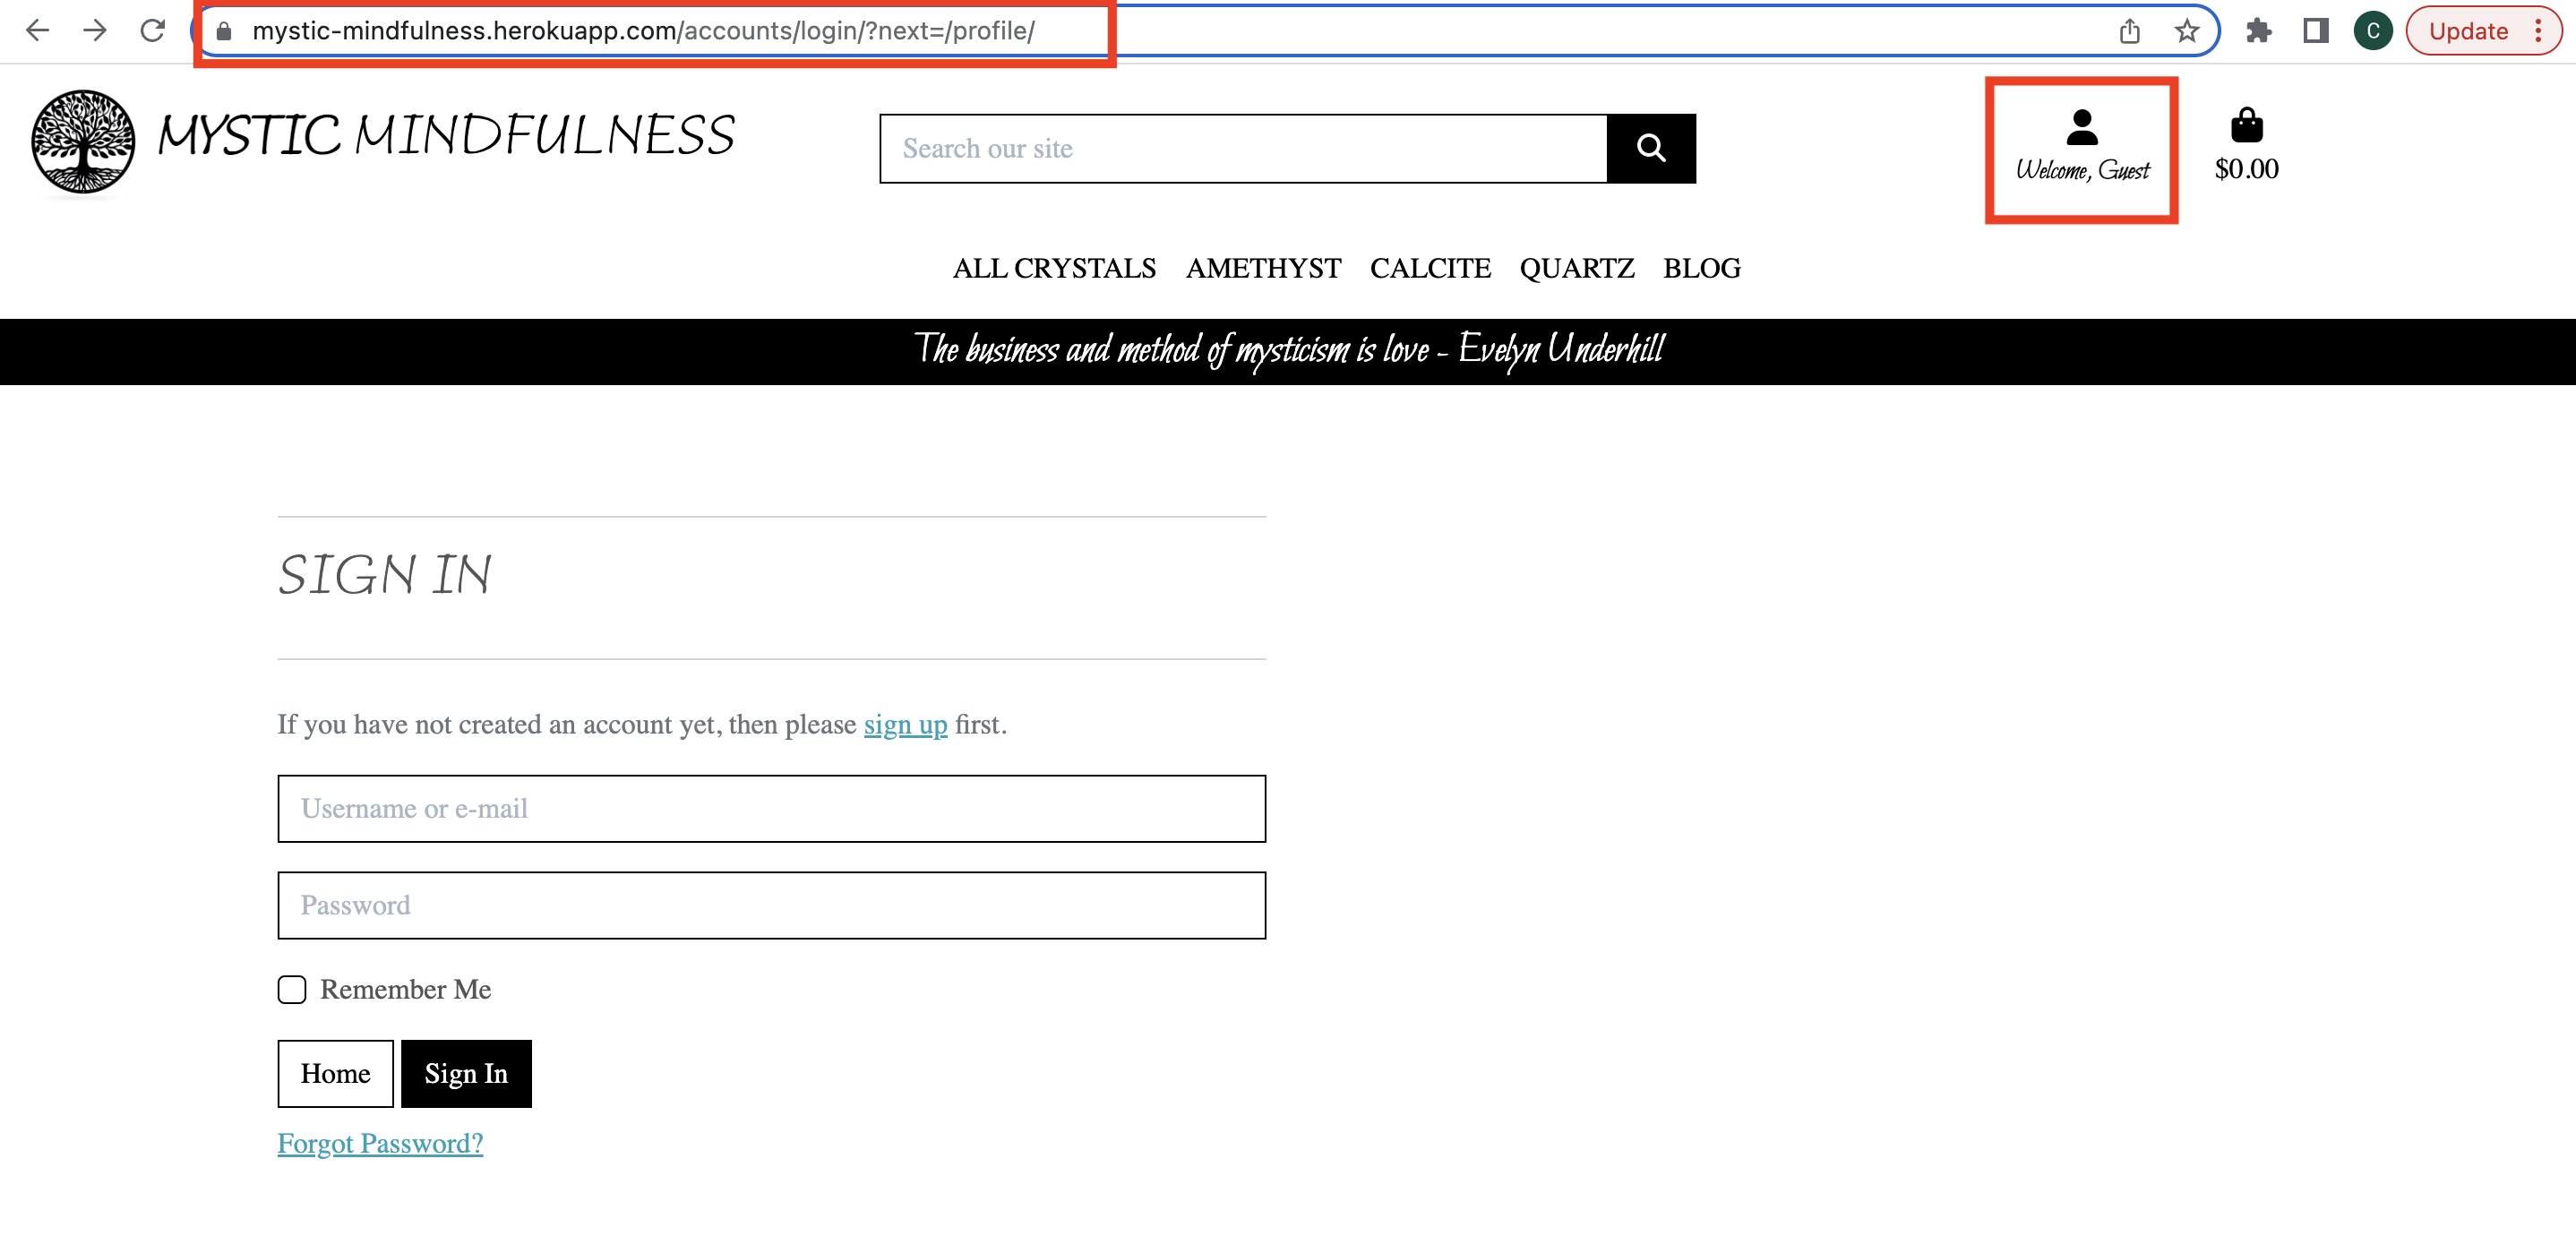 mystic-mindfulness.herokuapp.com/accounts/login/?next=/profile/
C
Update
MYSTIC MINDFULNESS
Search our site
Welcome, Guest
$0.00
ALL CRYSTALS AMETHYST CALCITE QUARTZ BLOG
The business and method of mysticism is love - Evelyn Underhill
SIGN IN
If you have not created an account yet, then please sign up first.
Username or e-mail
Password
Remember Me
Home Sign In
Forgot Password?